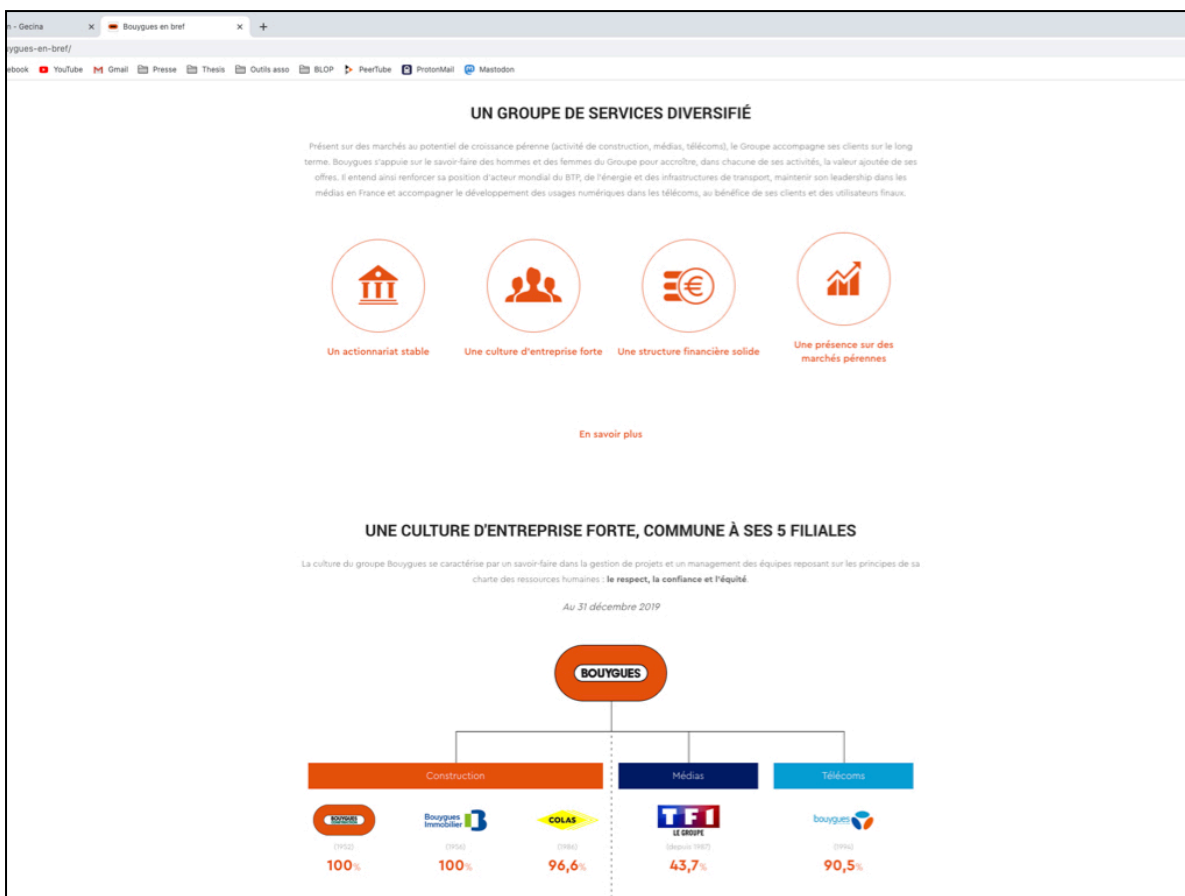 n - Gecina
Bouygues en bref
uygues-en-bref/
ebook YouTube Gmail Presse Thesis Outils asso BLOP PeerTube ProtonMail Mastodon
UN GROUPE DE SERVICES DIVERSIFIÉ
Présent sur des marchés au potentiel de croissance pérenne (activité de construction, médias, télécoms), le Groupe accompagne ses clients sur le long
terme. Bouygues s'appuie sur le savoir-faire des hommes et des femmes du Groupe pour accroître, dans chacune de ses activités, la valeur ajoutée de ses
offres. Il entend ainsi renforcer sa position d'acteur mondial du BTP, de l'énergie et des infrastructures de transport, maintenir son leadership dans les
médias en France et accompagner le développement des usages numériques dans les télécoms, au bénéfice de ses clients et des utilisateurs finaux.
Un actionnariat stable
Une culture d'entreprise forte
Une structure financière solide
Une présence sur des
marchés pérennes
En savoir plus
UNE CULTURE D'ENTREPRISE FORTE, COMMUNE À SES 5 FILIALES
La culture du groupe Bouygues se caractérise par un savoir-faire dans la gestion de projets et un management des équipes reposant sur les principes de sa
charte des ressources humaines : le respect, la confiance et l'équité.
Au 31 décembre 2019
BOUYGUES
Construction
Médias
Télécoms
BOUYGUES
CONSTRUCTION
Bouygues
Immobilier
COLAS
TF1
LE GROUPE
bouygues
(1952)
(1956)
(1986)
(depuis 1987)
(1994)
100%
100%
96,6%
43,7%
90,5%